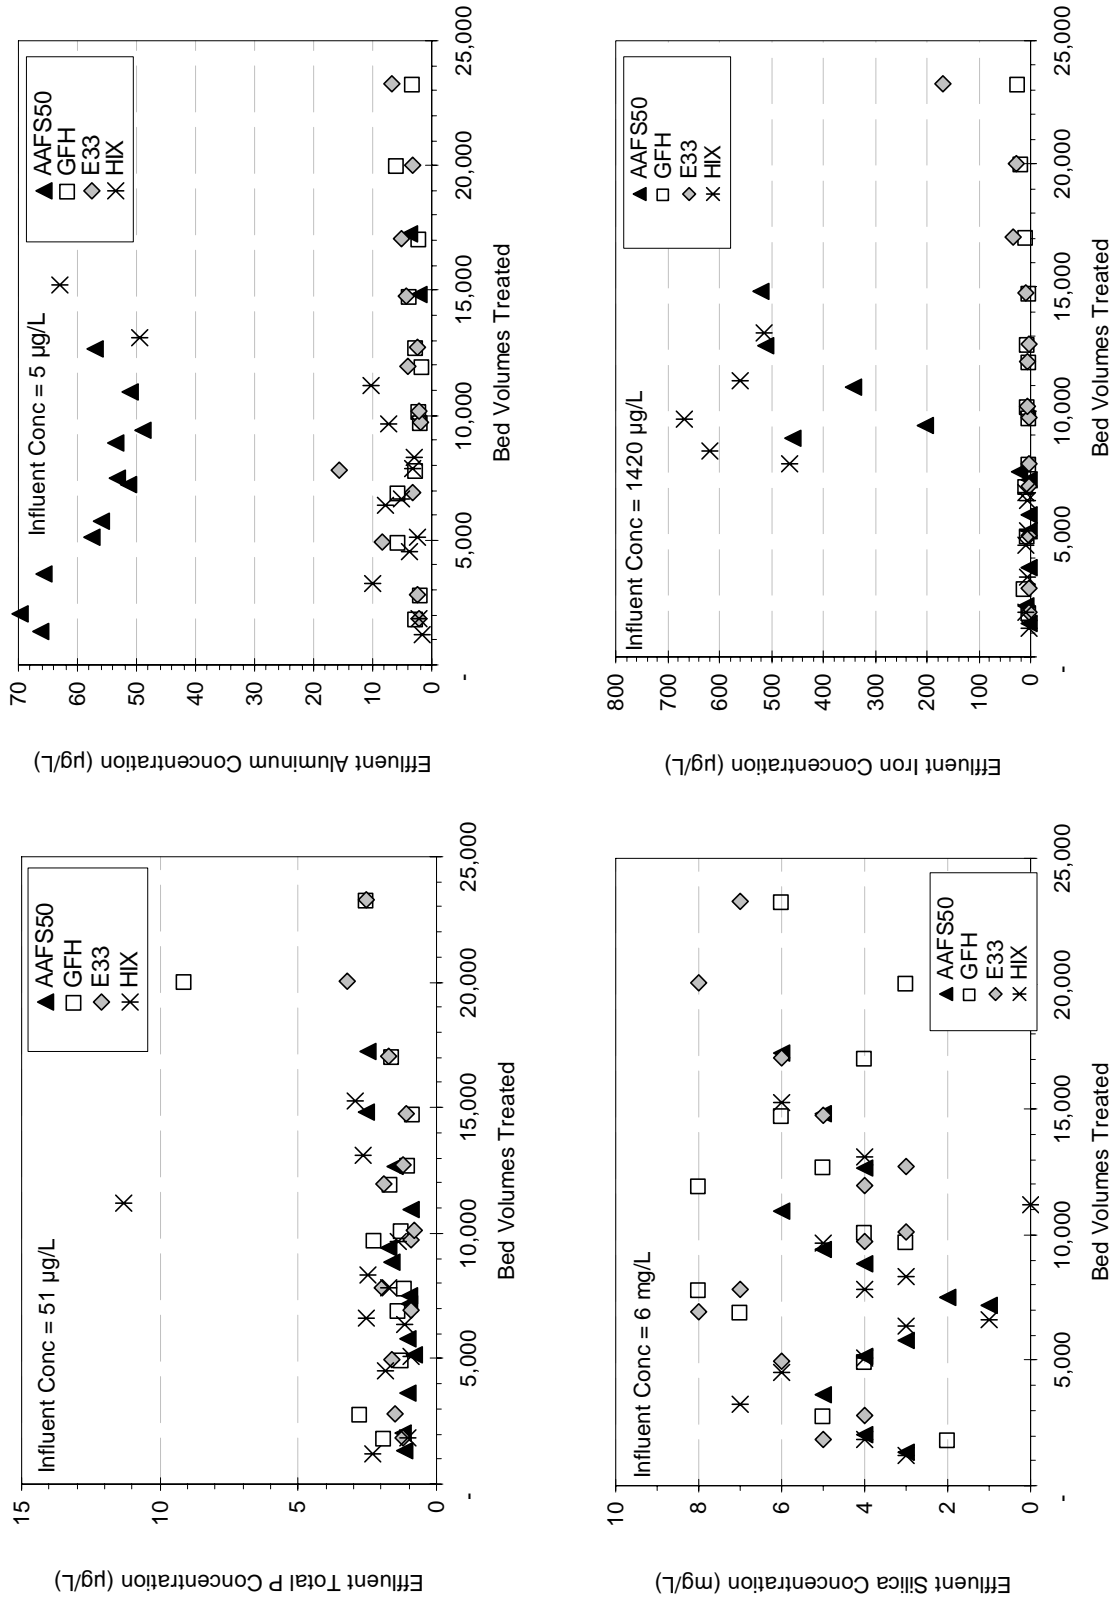 Effluent Total P Concentration (µg/L)
15
10
5
0
Influent Conc = 51 µg/L
AAFS50
GFH
E33
HIX
-
5,000
10,000
15,000
20,000
25,000
Bed Volumes Treated
Effluent Aluminum Concentration (µg/L)
70
60
50
40
30
20
10
0
Influent Conc = 5 µg/L
AAFS50
GFH
E33
HIX
-
5,000
10,000
15,000
20,000
25,000
Bed Volumes Treated
Effluent Silica Concentration (mg/L)
10
8
6
4
2
0
Influent Conc = 6 mg/L
AAFS50
GFH
E33
HIX
-
5,000
10,000
15,000
20,000
25,000
Bed Volumes Treated
Effluent Iron Concentration (µg/L)
800
700
600
500
400
300
200
100
0
Influent Conc = 1420 µg/L
AAFS50
GFH
E33
HIX
-
5,000
10,000
15,000
20,000
25,000
Bed Volumes Treated